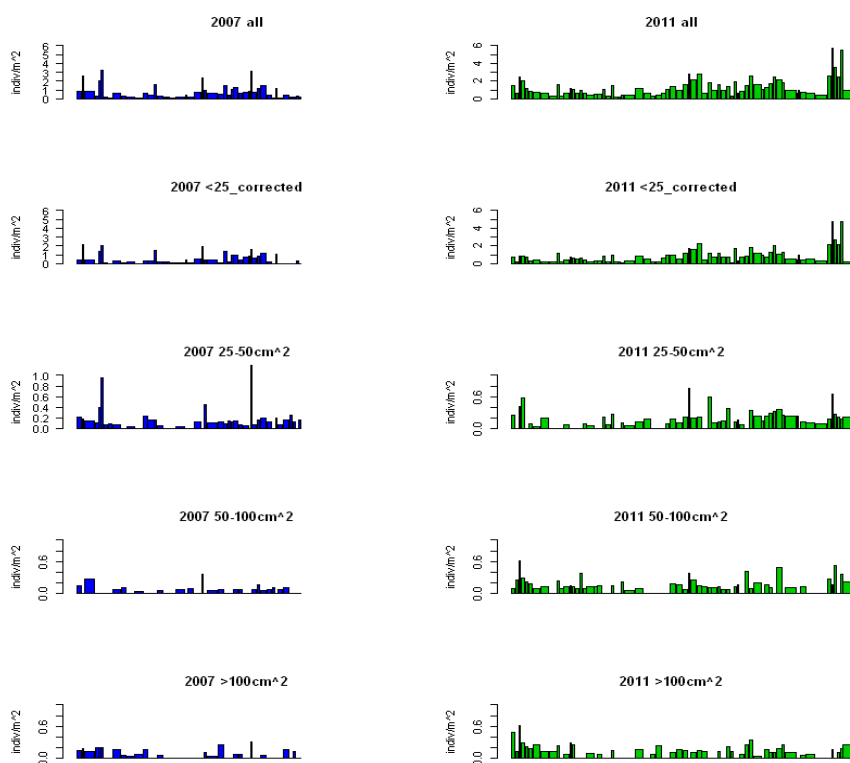 2007 all
indiv/m^2
0 1 2 3 4 5 6
2011 all
indiv/m^2
0 2 4 6
2007 <25_corrected
indiv/m^2
0 1 2 3 4 5 6
2011 <25_corrected
indiv/m^2
0 2 4 6
2007 25-50cm^2
indiv/m^2
0.0 0.2 0.4 0.6 0.8 1.0
2011 25-50cm^2
indiv/m^2
0.0 0.6
2007 50-100cm^2
indiv/m^2
0.0 0.6
2011 50-100cm^2
indiv/m^2
0.0 0.6
2007 >100cm^2
indiv/m^2
0.0 0.6
2011 >100cm^2
indiv/m^2
0.0 0.6